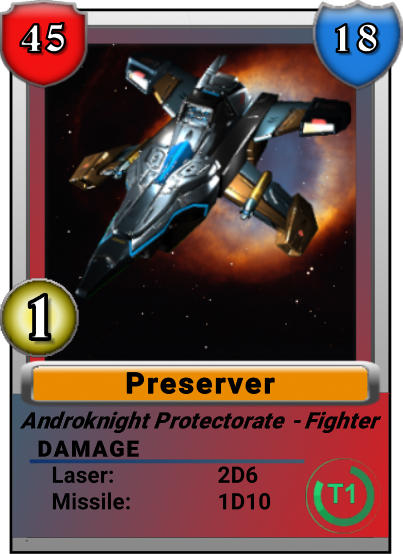 45
18
1
Preserver
Androknight Protectorate - Fighter
DAMAGE
Laser: 2D6
Missile: 1D10
T1